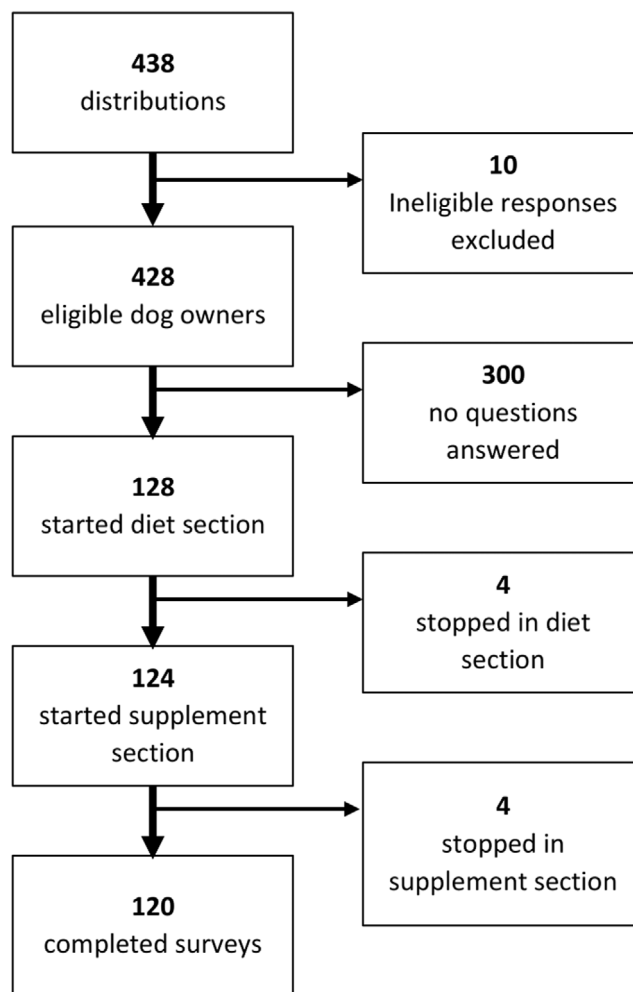 438
distributions
10
Ineligible responses
excluded
428
eligible dog owners
300
no questions
answered
128
started diet section
4
stopped in diet
section
124
started supplement
section
4
stopped in
supplement section
120
completed surveys